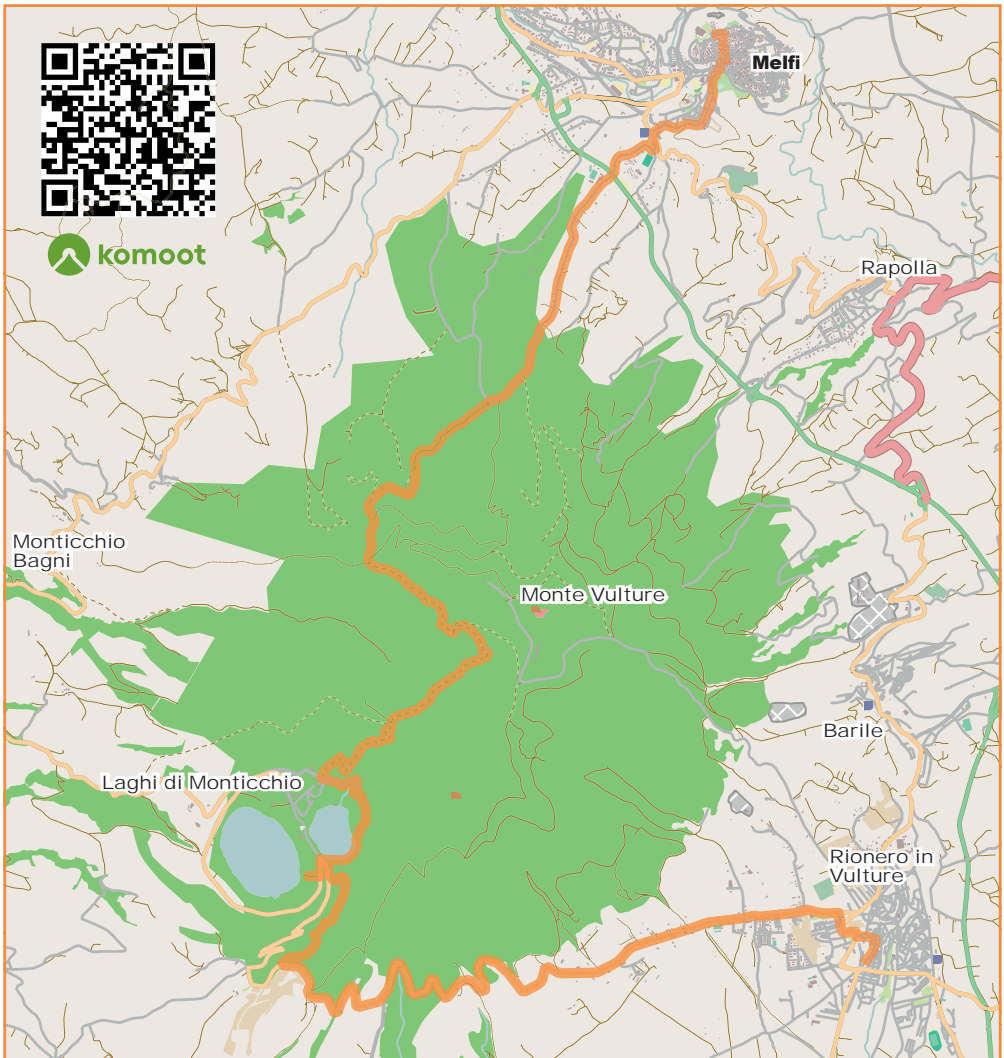 Melfi
komoot
Rapolla
Monticchio
Bagni
Monte Vulture
Barile
Laghi di Monticchio
Rionero in
Vulture